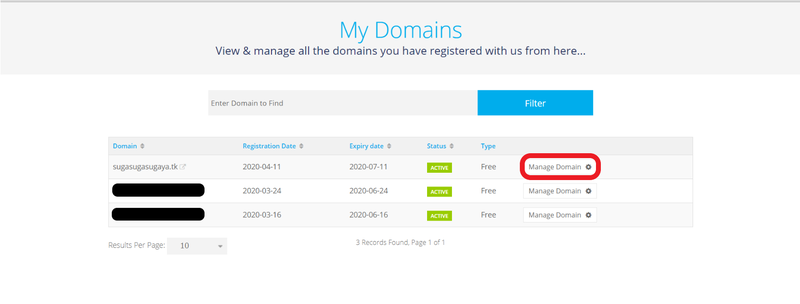 My Domains
View & manage all the domains you have registered with us from here...
Enter Domain to Find Filter
Domain Registration Date Expiry date Status Type
sugasugasugaya.tk 2020-04-11 2020-07-11 ACTIVE Free Manage Domain
2020-03-24 2020-06-24 ACTIVE Free Manage Domain
2020-03-16 2020-06-16 ACTIVE Free Manage Domain
Results Per Page: 10 3 Records Found, Page 1 of 1